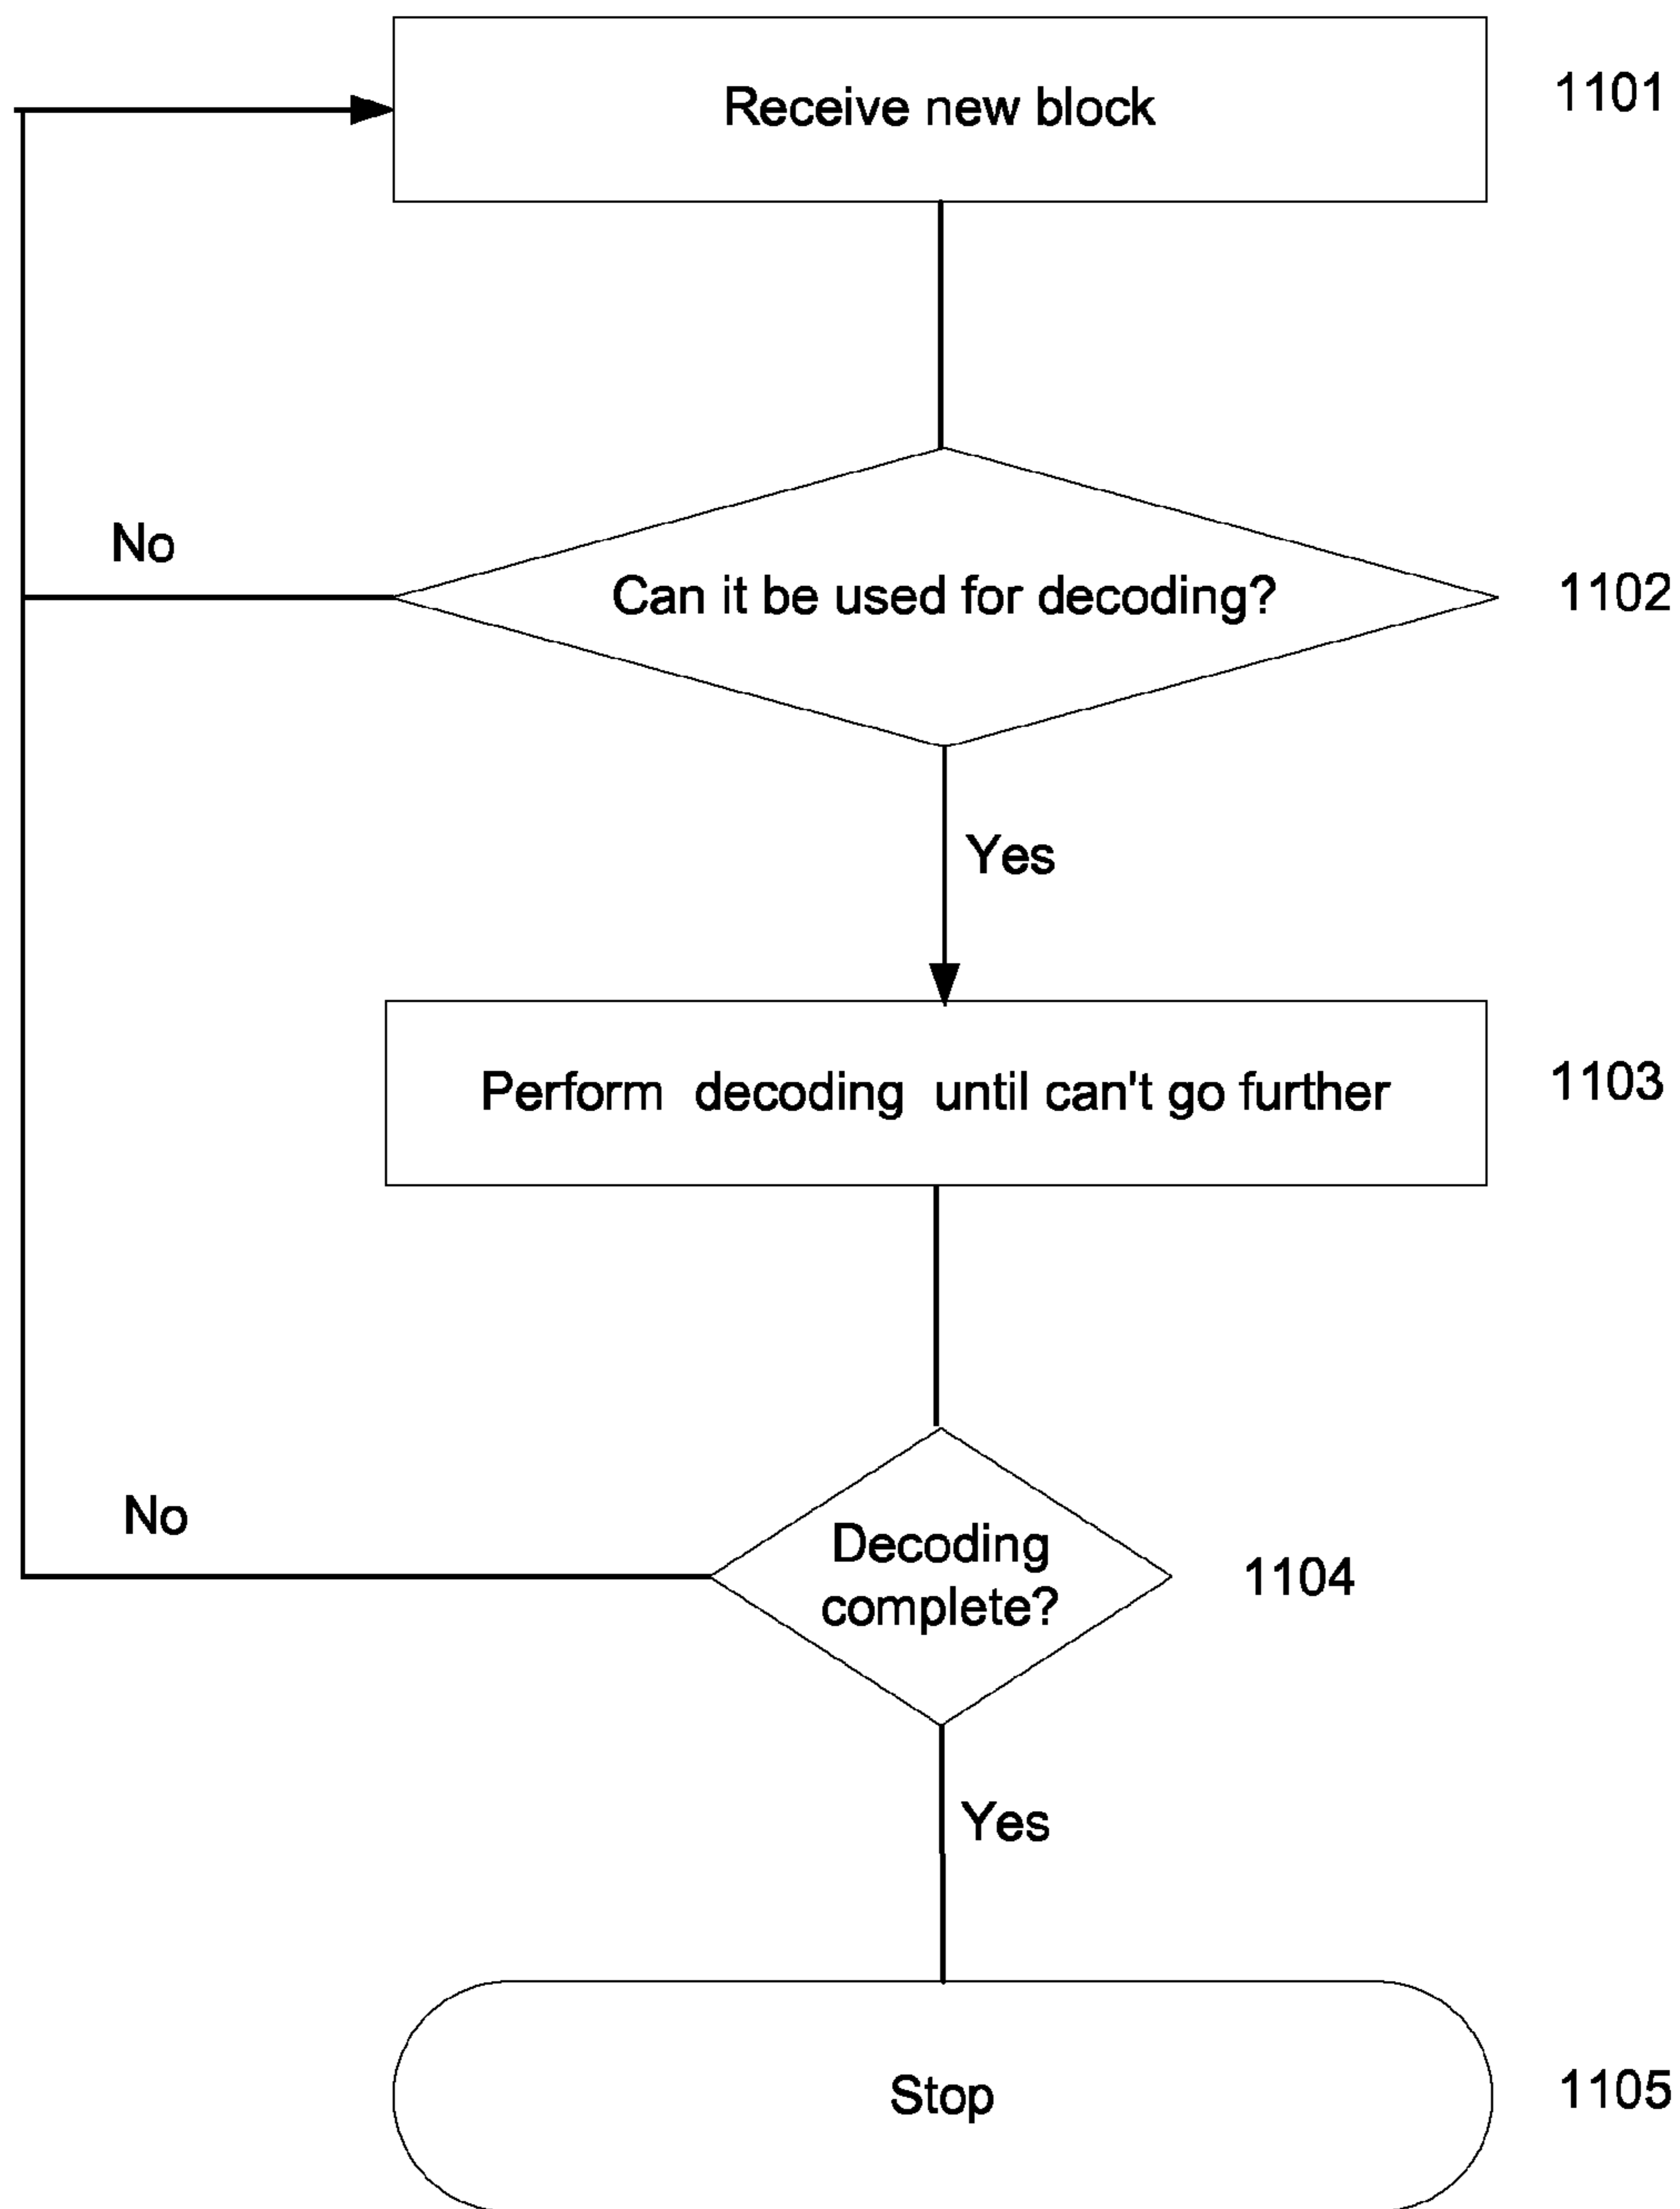 Receive new block
1101
No
Can it be used for decoding?
1102
Yes
Perform decoding until can't go further
1103
No
Decoding
complete?
1104
Yes
Stop
1105